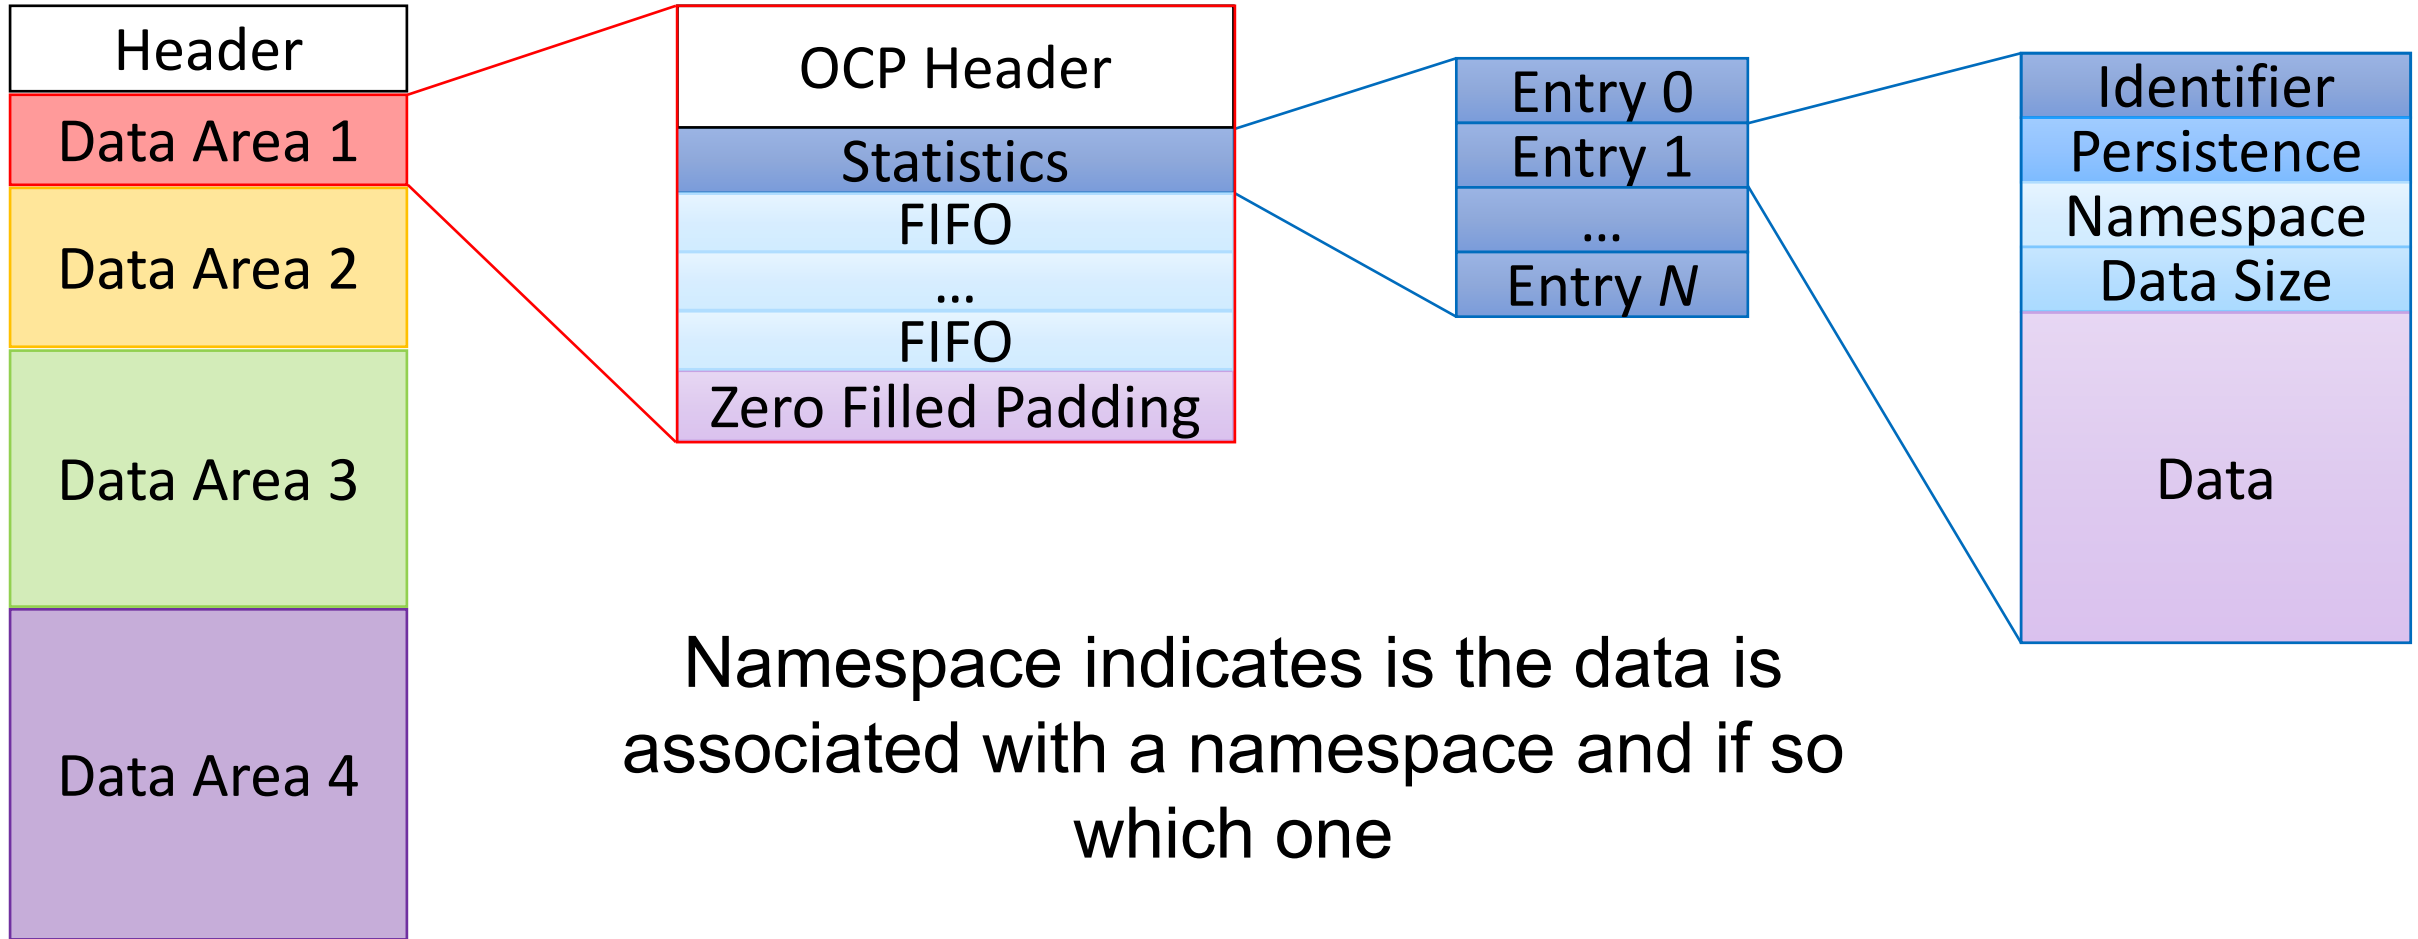 Header
Data Area 1
Data Area 2
Data Area 3
Data Area 4
OCP Header
Statistics
FIFO
...
FIFO
Zero Filled Padding
Entry 0
Entry 1
...
Entry N
Identifier
Persistence
Namespace
Data Size
Data
Namespace indicates is the data is
associated with a namespace and if so
which one